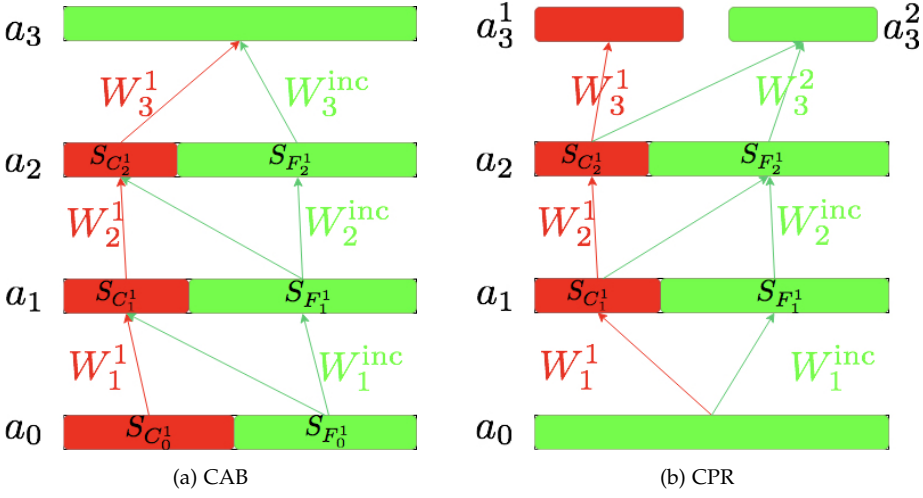 a_3
W_3^1 W_3^inc
a_2 S_{C_2^1} S_{F_2^1}
W_2^1 W_2^inc
a_1 S_{C_1^1} S_{F_1^1}
W_1^1 W_1^inc
a_0 S_{C_0^1} S_{F_0^1}
(a) CAB
a_3^1 a_3^2
W_3^1 W_3^2
a_2 S_{C_2^1} S_{F_2^1}
W_2^1 W_2^inc
a_1 S_{C_1^1} S_{F_1^1}
W_1^1 W_1^inc
a_0
(b) CPR